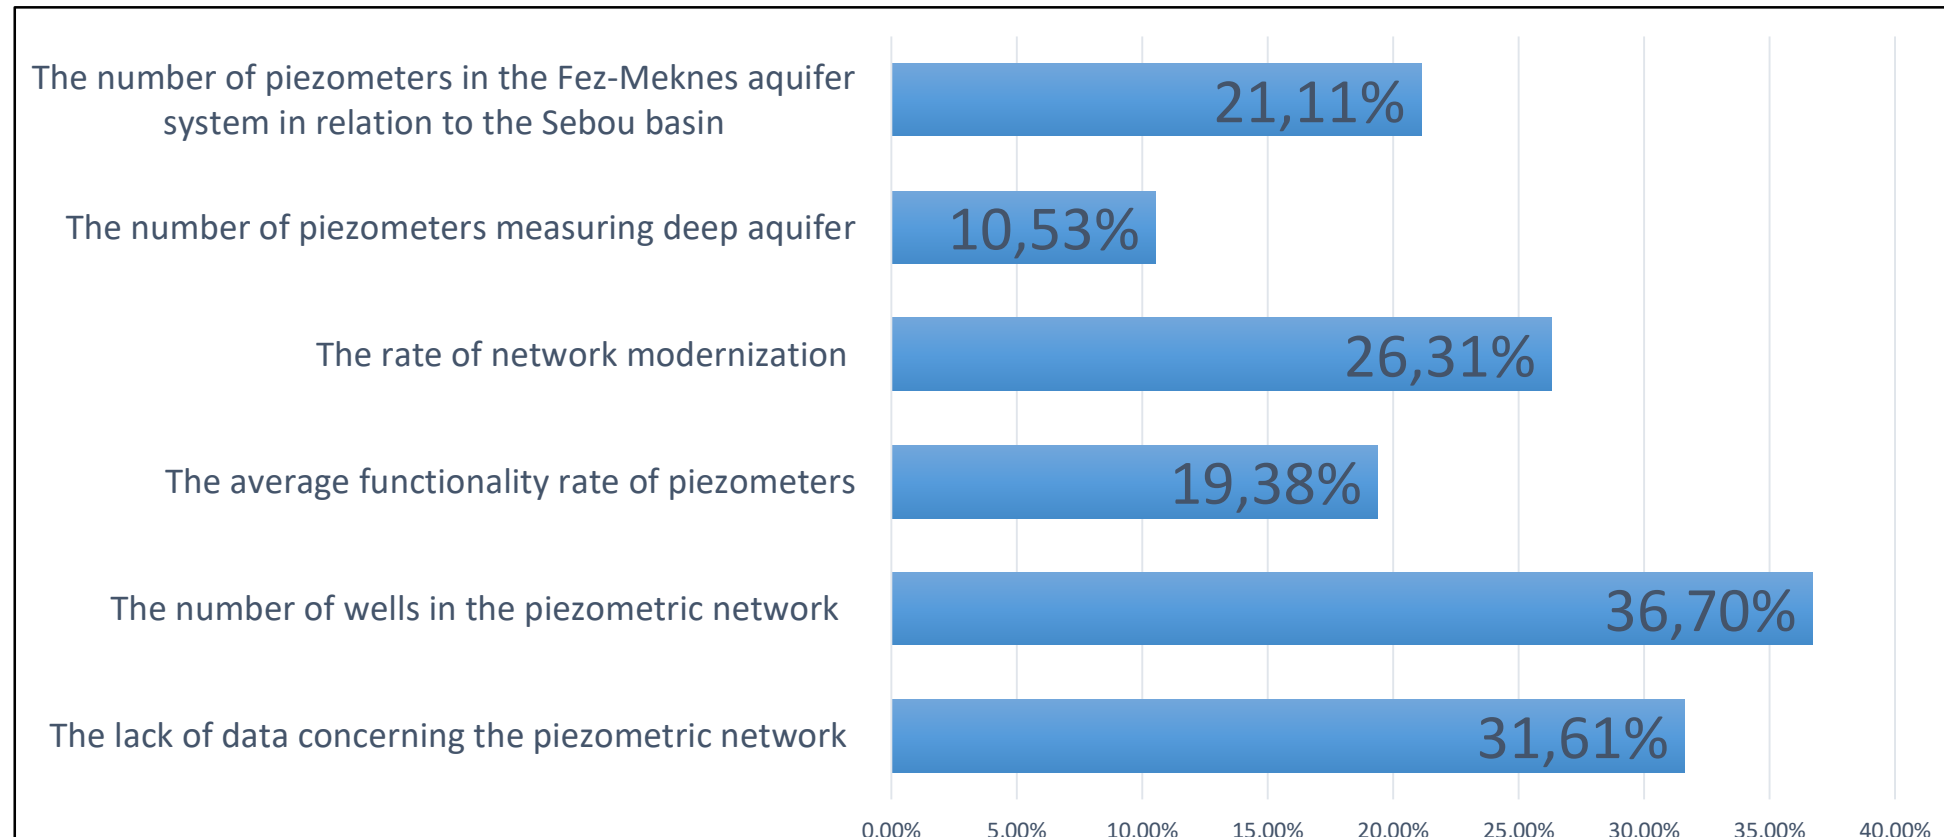 The number of piezometers in the Fez-Meknes aquifer
system in relation to the Sebou basin
21,11%
The number of piezometers measuring deep aquifer
10,53%
The rate of network modernization
26,31%
The average functionality rate of piezometers
19,38%
The number of wells in the piezometric network
36,70%
The lack of data concerning the piezometric network
31,61%
0.00% 5.00% 10.00% 15.00% 20.00% 25.00% 30.00% 35.00% 40.00%